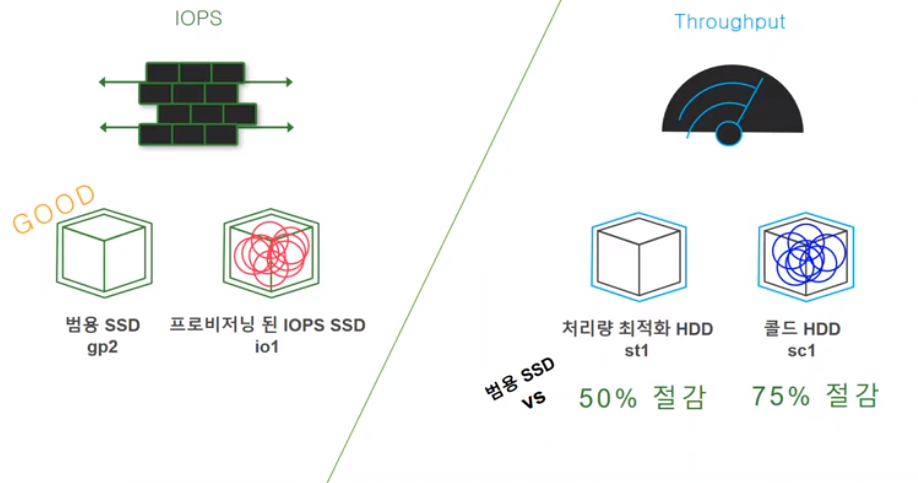 IOPS
GOOD
범용 SSD
gp2
프로비저닝 된 IOPS SSD
io1
Throughput
처리량 최적화 HDD
st1
콜드 HDD
sc1
범용 SSD
vs
50% 절감
75% 절감